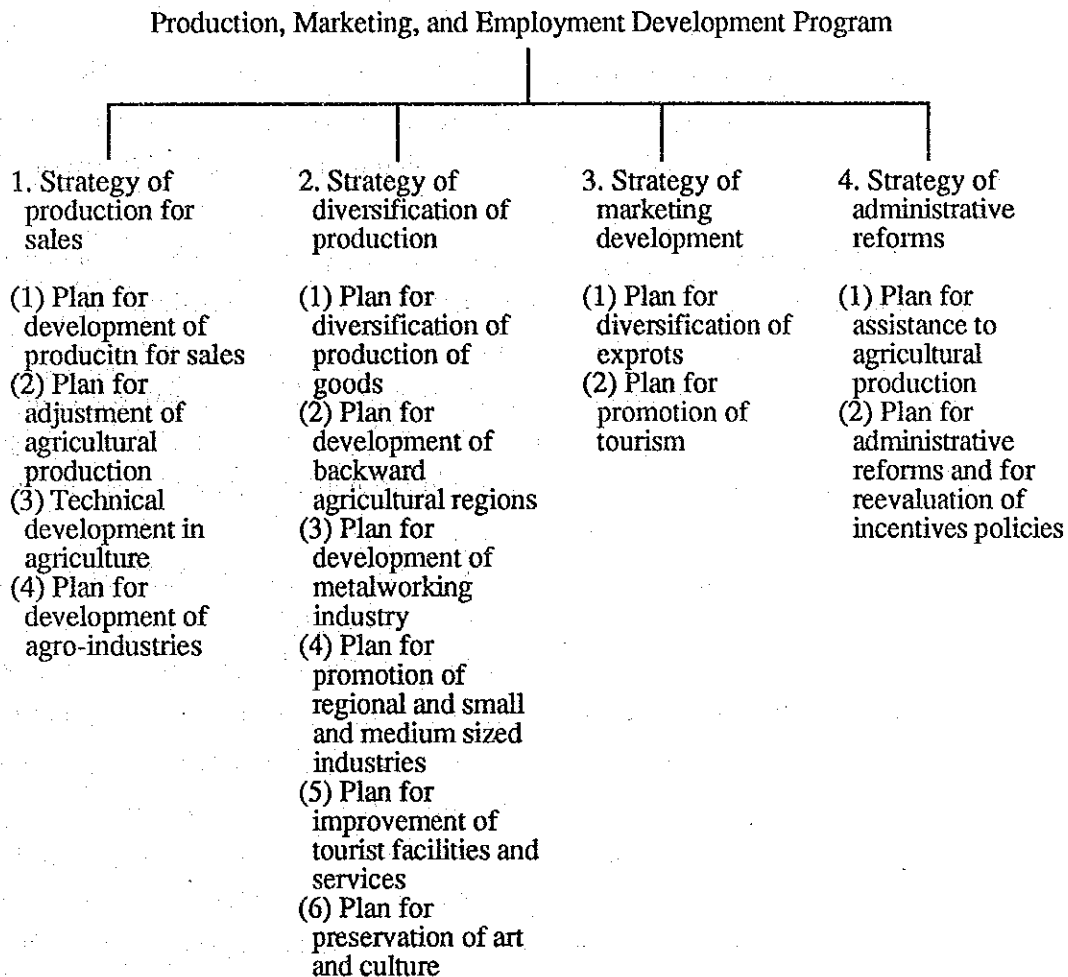 Production, Marketing, and Employment Development Program
1. Strategy of
production for
sales
(1) Plan for
development of
producitn for sales
(2) Plan for
adjustment of
agricultural
production
(3) Technical
development in
agriculture
(4) Plan for
development of
agro-industries
2. Strategy of
diversification of
production
(1) Plan for
diversification of
production of
goods
(2) Plan for
development of
backward
agricultural regions
(3) Plan for
development of
metalworking
industry
(4) Plan for
promotion of
regional and small
and medium sized
industries
(5) Plan for
improvement of
tourist facilities and
services
(6) Plan for
preservation of art
and culture
3. Strategy of
marketing
development
(1) Plan for
diversification of
exprots
(2) Plan for
promotion of
tourism
4. Strategy of
administrative
reforms
(1) Plan for
assistance to
agricultural
production
(2) Plan for
administrative
reforms and for
reevaluation of
incentives policies